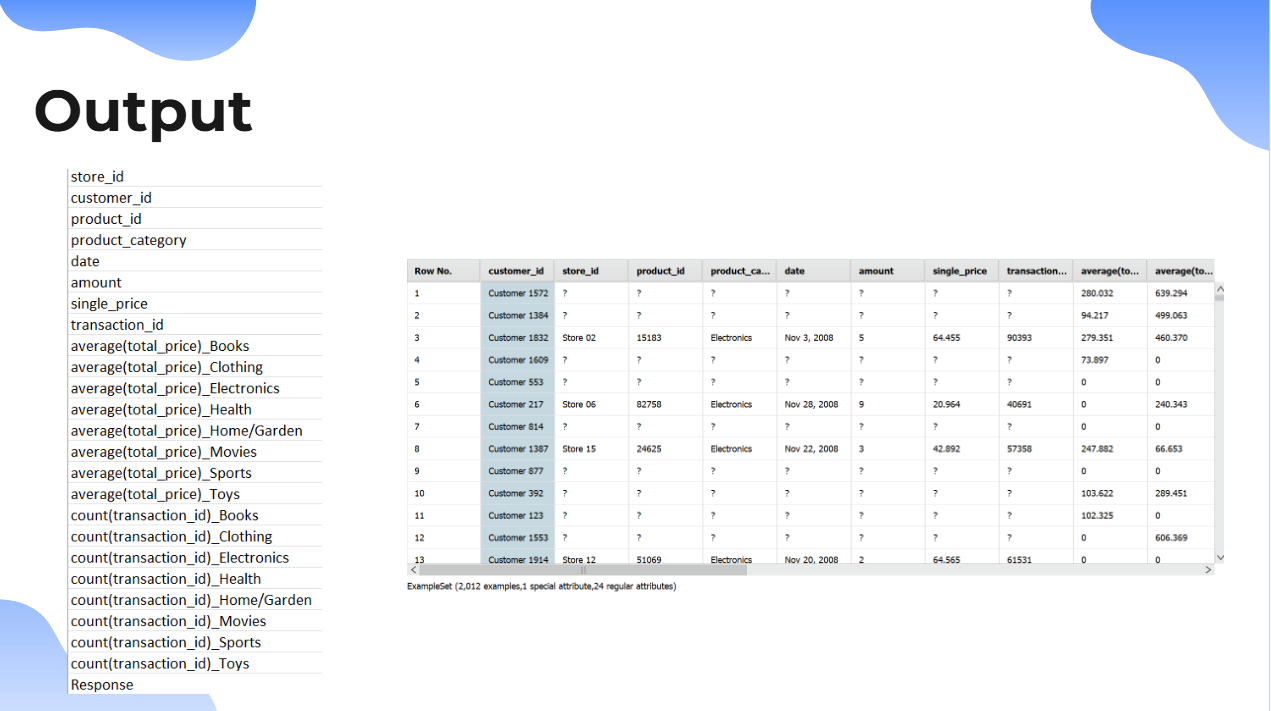 Output
store_id
customer_id
product_id
product_category
date
amount
single_price
transaction_id
average(total_price)_Books
average(total_price)_Clothing
average(total_price)_Electronics
average(total_price)_Health
average(total_price)_Home/Garden
average(total_price)_Movies
average(total_price)_Sports
average(total_price)_Toys
count(transaction_id)_Books
count(transaction_id)_Clothing
count(transaction_id)_Electronics
count(transaction_id)_Health
count(transaction_id)_Home/Garden
count(transaction_id)_Movies
count(transaction_id)_Sports
count(transaction_id)_Toys
Response
Row No. customer_id store_id product_id product_ca... date amount single_price transaction... average(to... average(to...
1 Customer 1572 ? ? ? ? ? ? ? 280.032 639.294
2 Customer 1384 ? ? ? ? ? ? ? 94.217 499.063
3 Customer 1832 Store 02 15183 Electronics Nov 3, 2008 5 64.455 90393 279.351 460.370
4 Customer 1609 ? ? ? ? ? ? ? 73.897 0
5 Customer 553 ? ? ? ? ? ? ? 0 0
6 Customer 217 Store 06 82758 Electronics Nov 28, 2008 9 20.964 40691 0 240.343
7 Customer 814 ? ? ? ? ? ? ? 0 0
8 Customer 1387 Store 15 24625 Electronics Nov 22, 2008 3 42.892 57358 247.882 66.653
9 Customer 877 ? ? ? ? ? ? ? 0 0
10 Customer 392 ? ? ? ? ? ? ? 103.622 289.451
11 Customer 123 ? ? ? ? ? ? ? 102.325 0
12 Customer 1553 ? ? ? ? ? ? ? 0 606.369
13 Customer 1914 Store 12 51069 Electronics Nov 20, 2008 2 64.565 61531 0 0
ExampleSet (2,012 examples,1 special attribute,24 regular attributes)